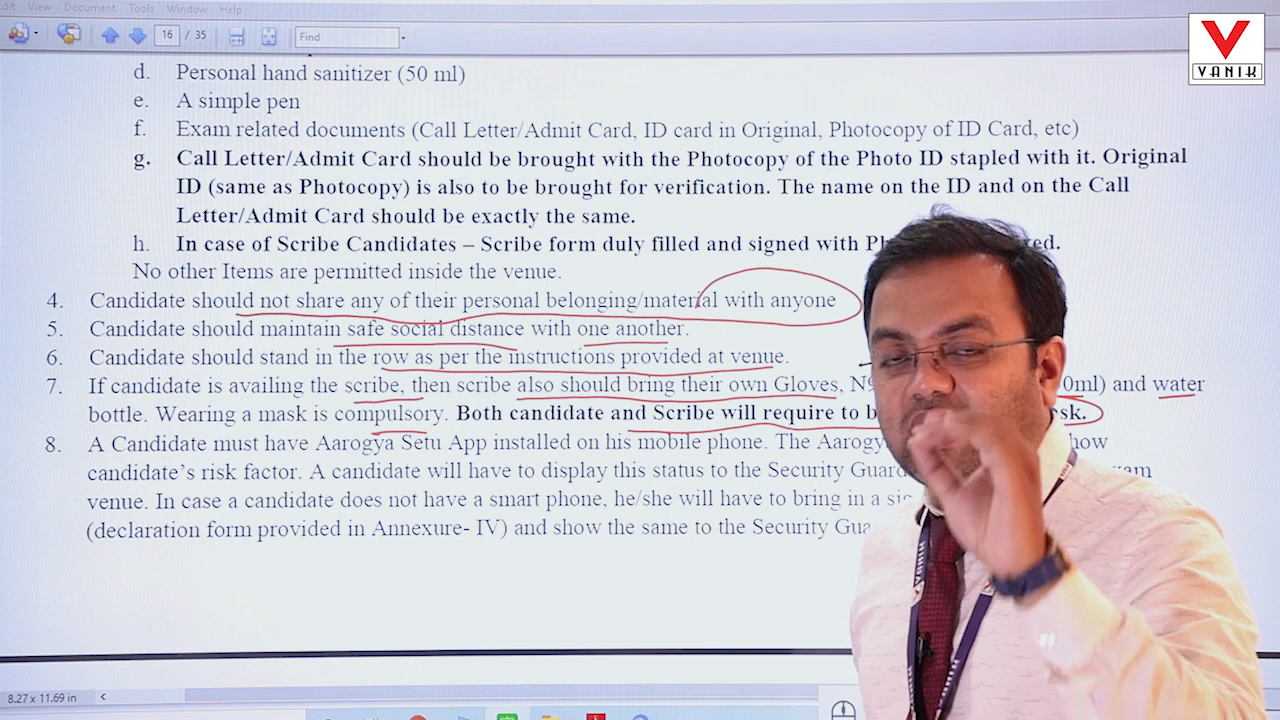 Edit View Document Tools Window Help
16 / 35 Find
VANIK
d. Personal hand sanitizer (50 ml)
e. A simple pen
f. Exam related documents (Call Letter/Admit Card, ID card in Original, Photocopy of ID Card, etc)
g. Call Letter/Admit Card should be brought with the Photocopy of the Photo ID stapled with it. Original
ID (same as Photocopy) is also to be brought for verification. The name on the ID and on the Call
Letter/Admit Card should be exactly the same.
h. In case of Scribe Candidates – Scribe form duly filled and signed with
No other Items are permitted inside the venue.
4. Candidate should not share any of their personal belonging/material with anyone
5. Candidate should maintain safe social distance with one another.
6. Candidate should stand in the row as per the instructions provided at venue.
7. If candidate is availing the scribe, then scribe also should bring their own Gloves, and water
bottle. Wearing a mask is compulsory. Both candidate and Scribe will require to
8. A Candidate must have Aarogya Setu App installed on his mobile phone. The
candidate's risk factor. A candidate will have to display this status to the Security
venue. In case a candidate does not have a smart phone, he/she will have to bring in a
(declaration form provided in Annexure- IV) and show the same to the Security
8.27 x 11.69 in